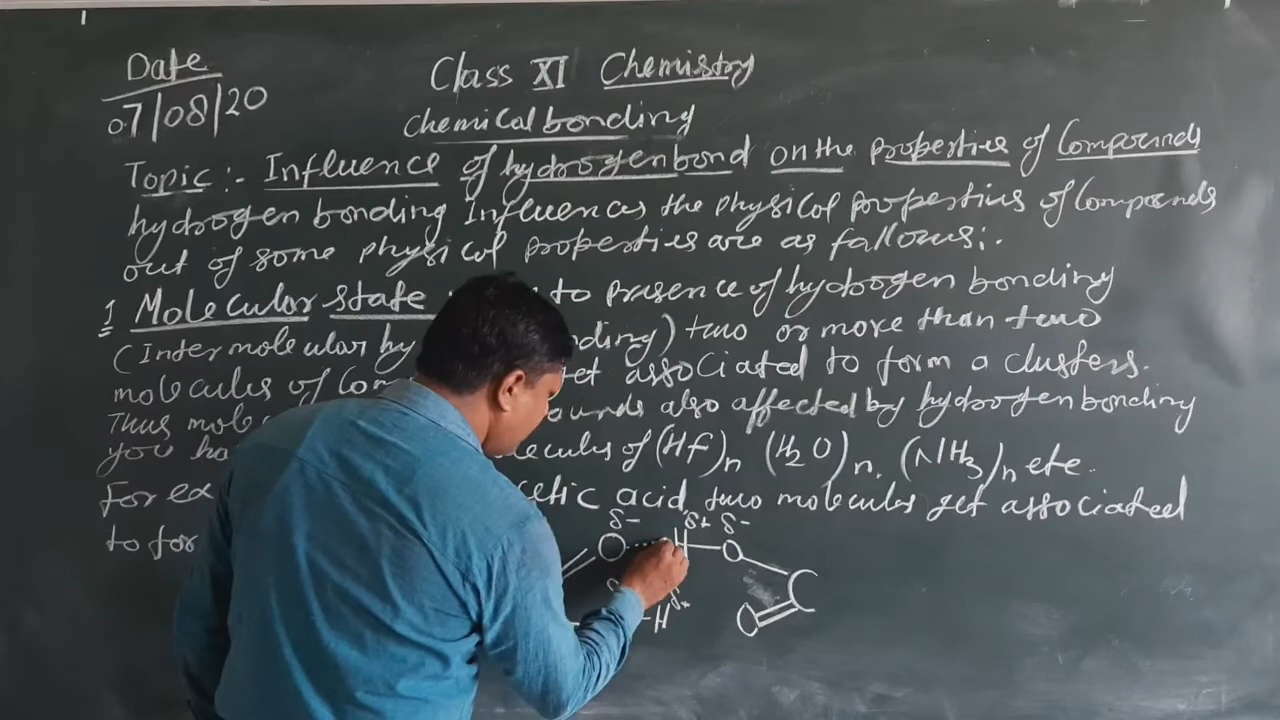 Date
07/08/20
Class XI Chemistry
Chemical bonding
Topic :- Influence of hydrogen bond on the properties of Compounds
hydrogen bonding Influences the physical properties of Compounds
out of some physical properties are as follows:.
1 Molecular state to presence of hydrogen bonding
(Intermolecular hy nding) two or more than two
molecules of Com et associated to form a clusters.
Thus mole ounds also affected by hydrogen bonding
you ha ecules of (Hf)n (H2O)n. (NH3)n etc.
For ex cetic acid, two molecules get associated
to for
δ- δ+ δ-
O H O
C
H O